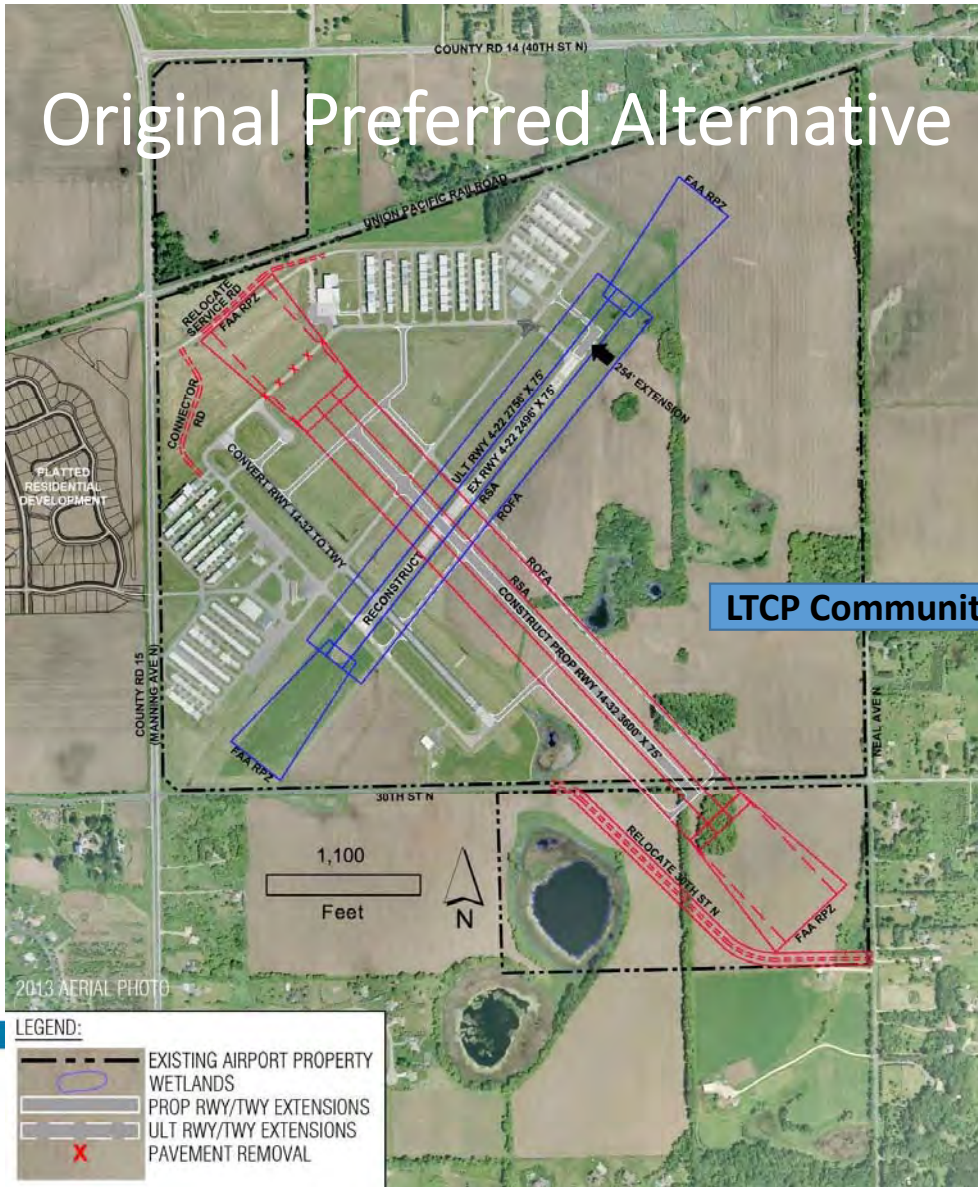 COUNTY RD 14 (40TH ST N)
Original Preferred Alternative
UNION PACIFIC RAILROAD
FAA RPZ
RELOCATE
SERVICE RD
FAA RPZ
CONNECTOR
RD
254' EXTENSION
ULT RWY 4-22 2756' X 75'
EX RWY 4-22 2496' X 75'
RSA
ROFA
CONVERT RWY 14-32 TO TWY
PLATTED
RESIDENTIAL
DEVELOPMENT
RECONSTRUCT
ROFA
RSA
CONSTRUCT PROP RWY 14-32 3600' X 75'
LTCP Communit
COUNTY RD 15
(MANNING AVE N)
NEAL AVE N
FAA RPZ
30TH ST N
RELOCATE 30TH ST N
FAA RPZ
1,100
Feet
N
2013 AERIAL PHOTO
LEGEND:
EXISTING AIRPORT PROPERTY
WETLANDS
PROP RWY/TWY EXTENSIONS
ULT RWY/TWY EXTENSIONS
X PAVEMENT REMOVAL